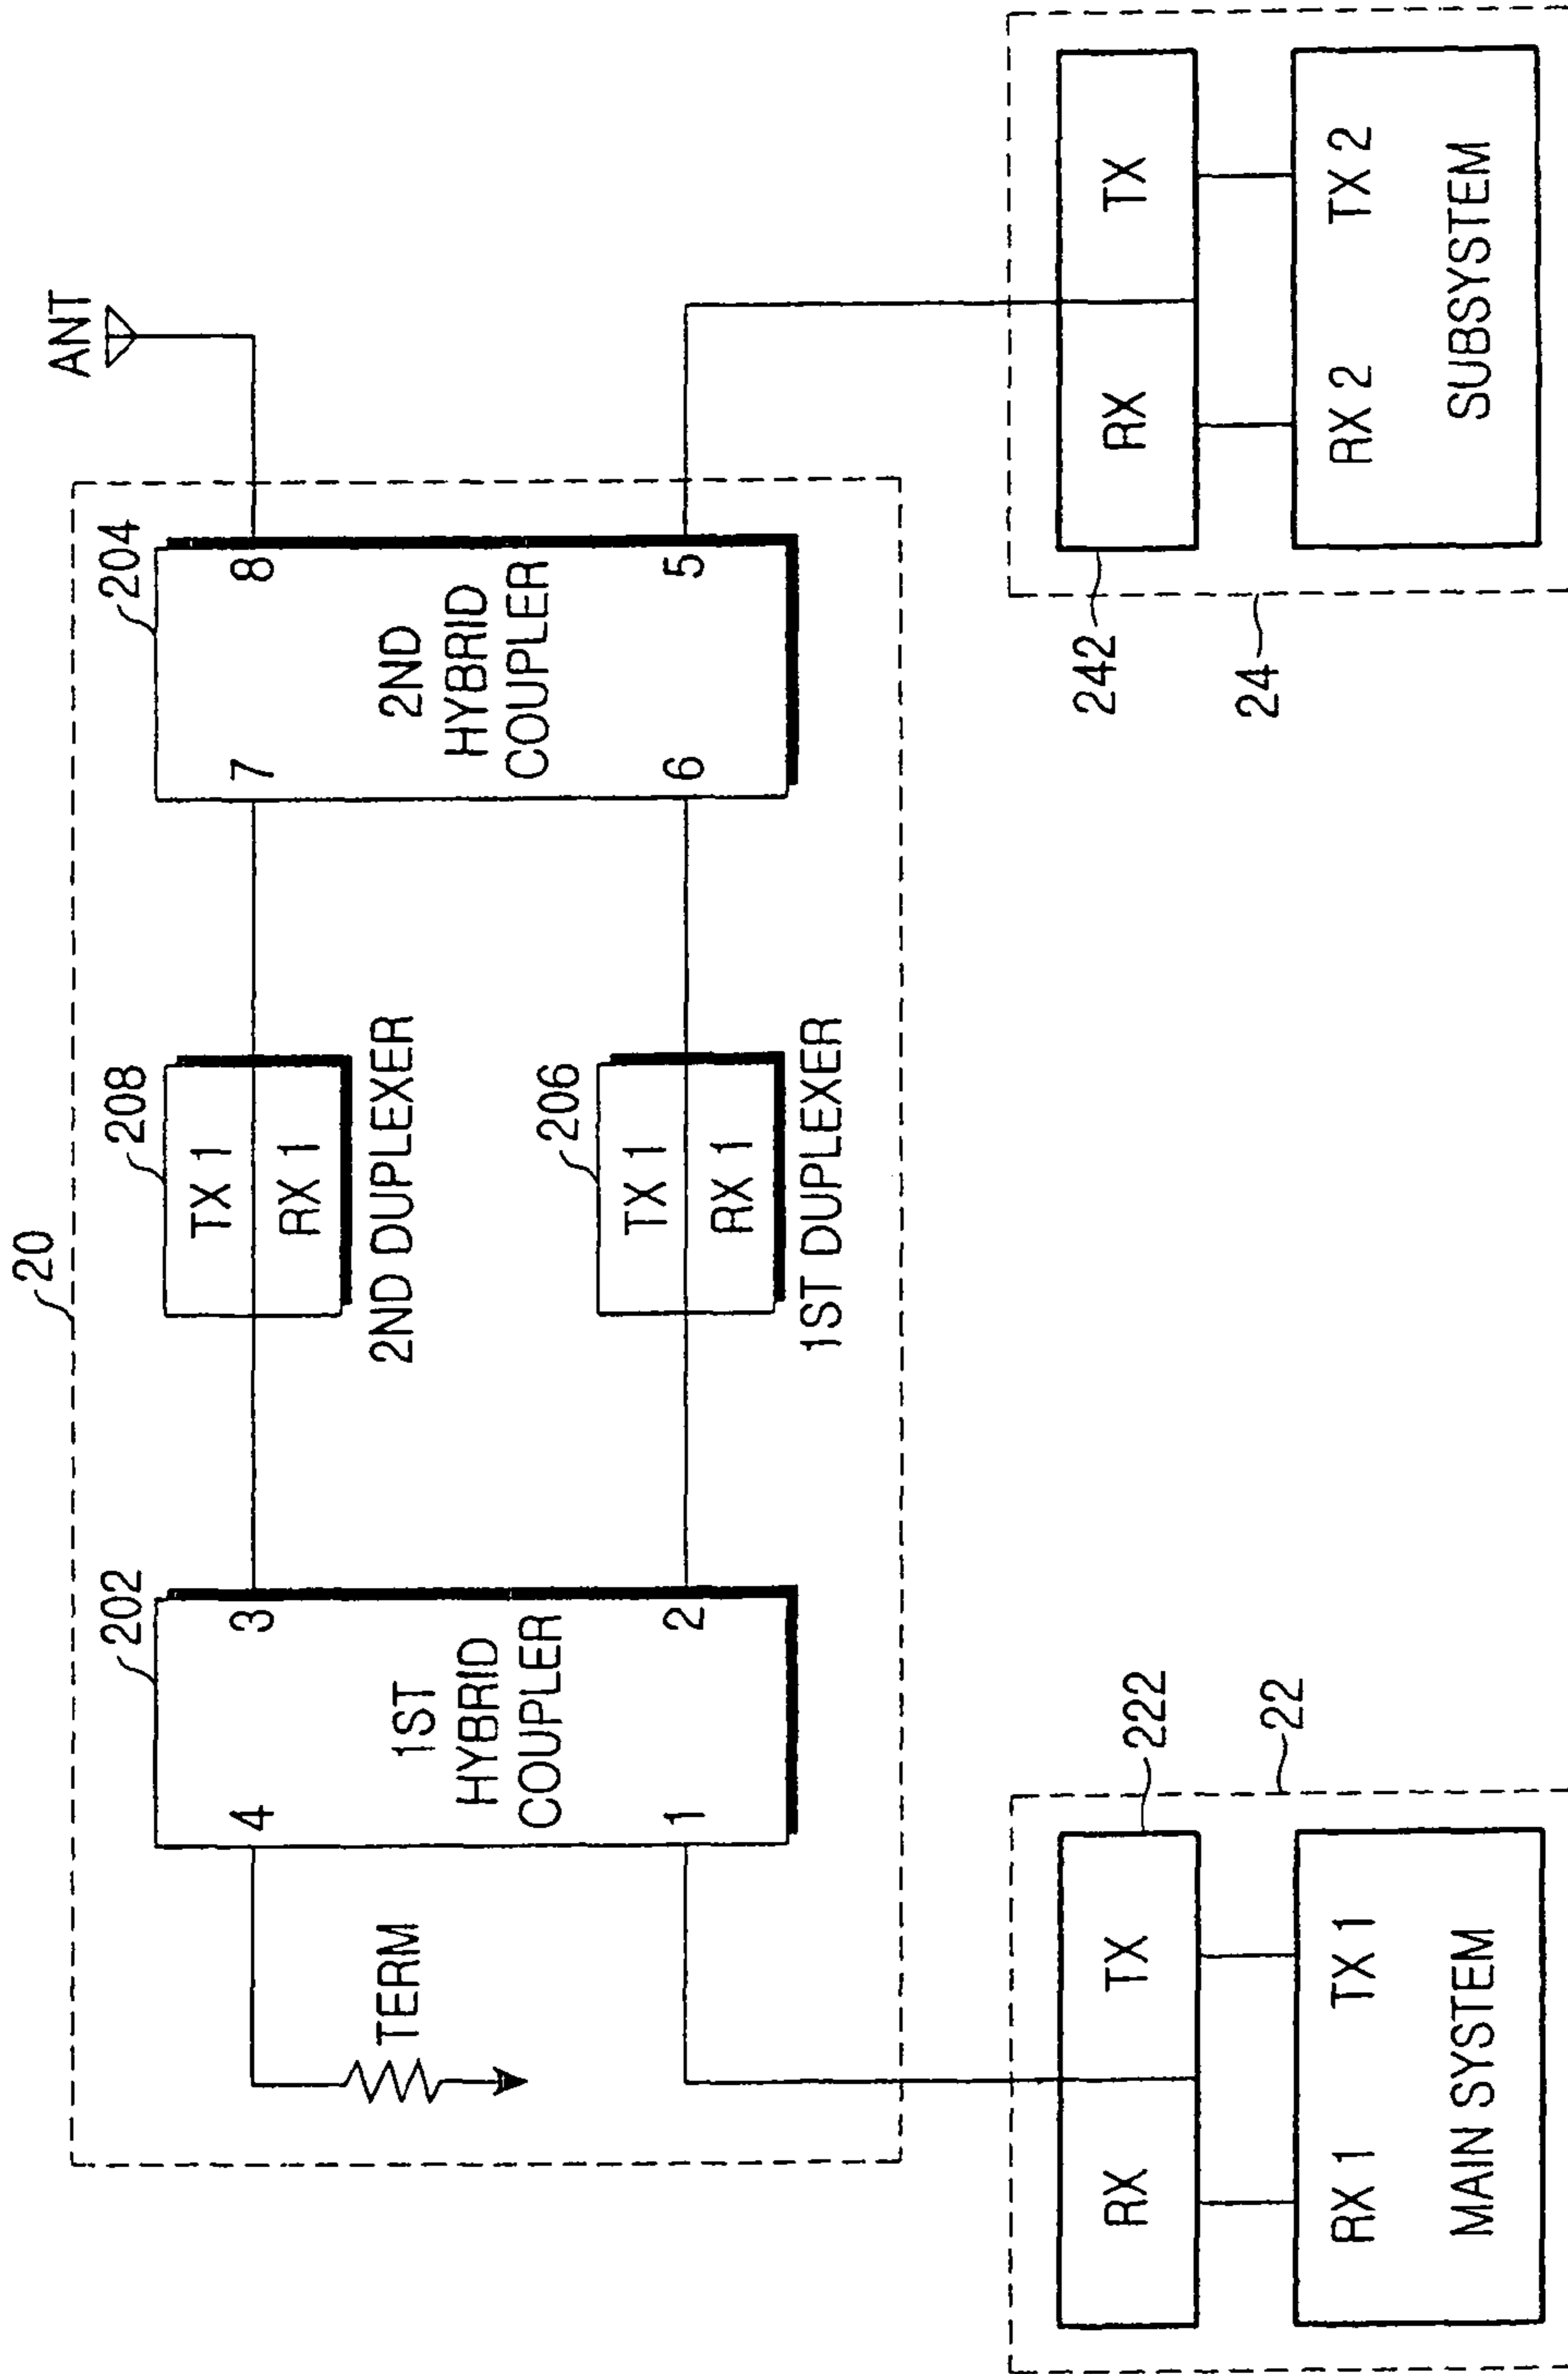 20
ANT
202
204
208
4
3
7
8
TX 1
RX 1
TERM
1ST
HYBRID
COUPLER
2ND DUPLEXER
2ND
HYBRID
COUPLER
206
TX 1
RX 1
1
2
6
5
1ST DUPLEXER
222
RX
TX
22
RX 1
TX 1
MAIN SYSTEM
242
RX
TX
24
RX 2
TX 2
SUBSYSTEM